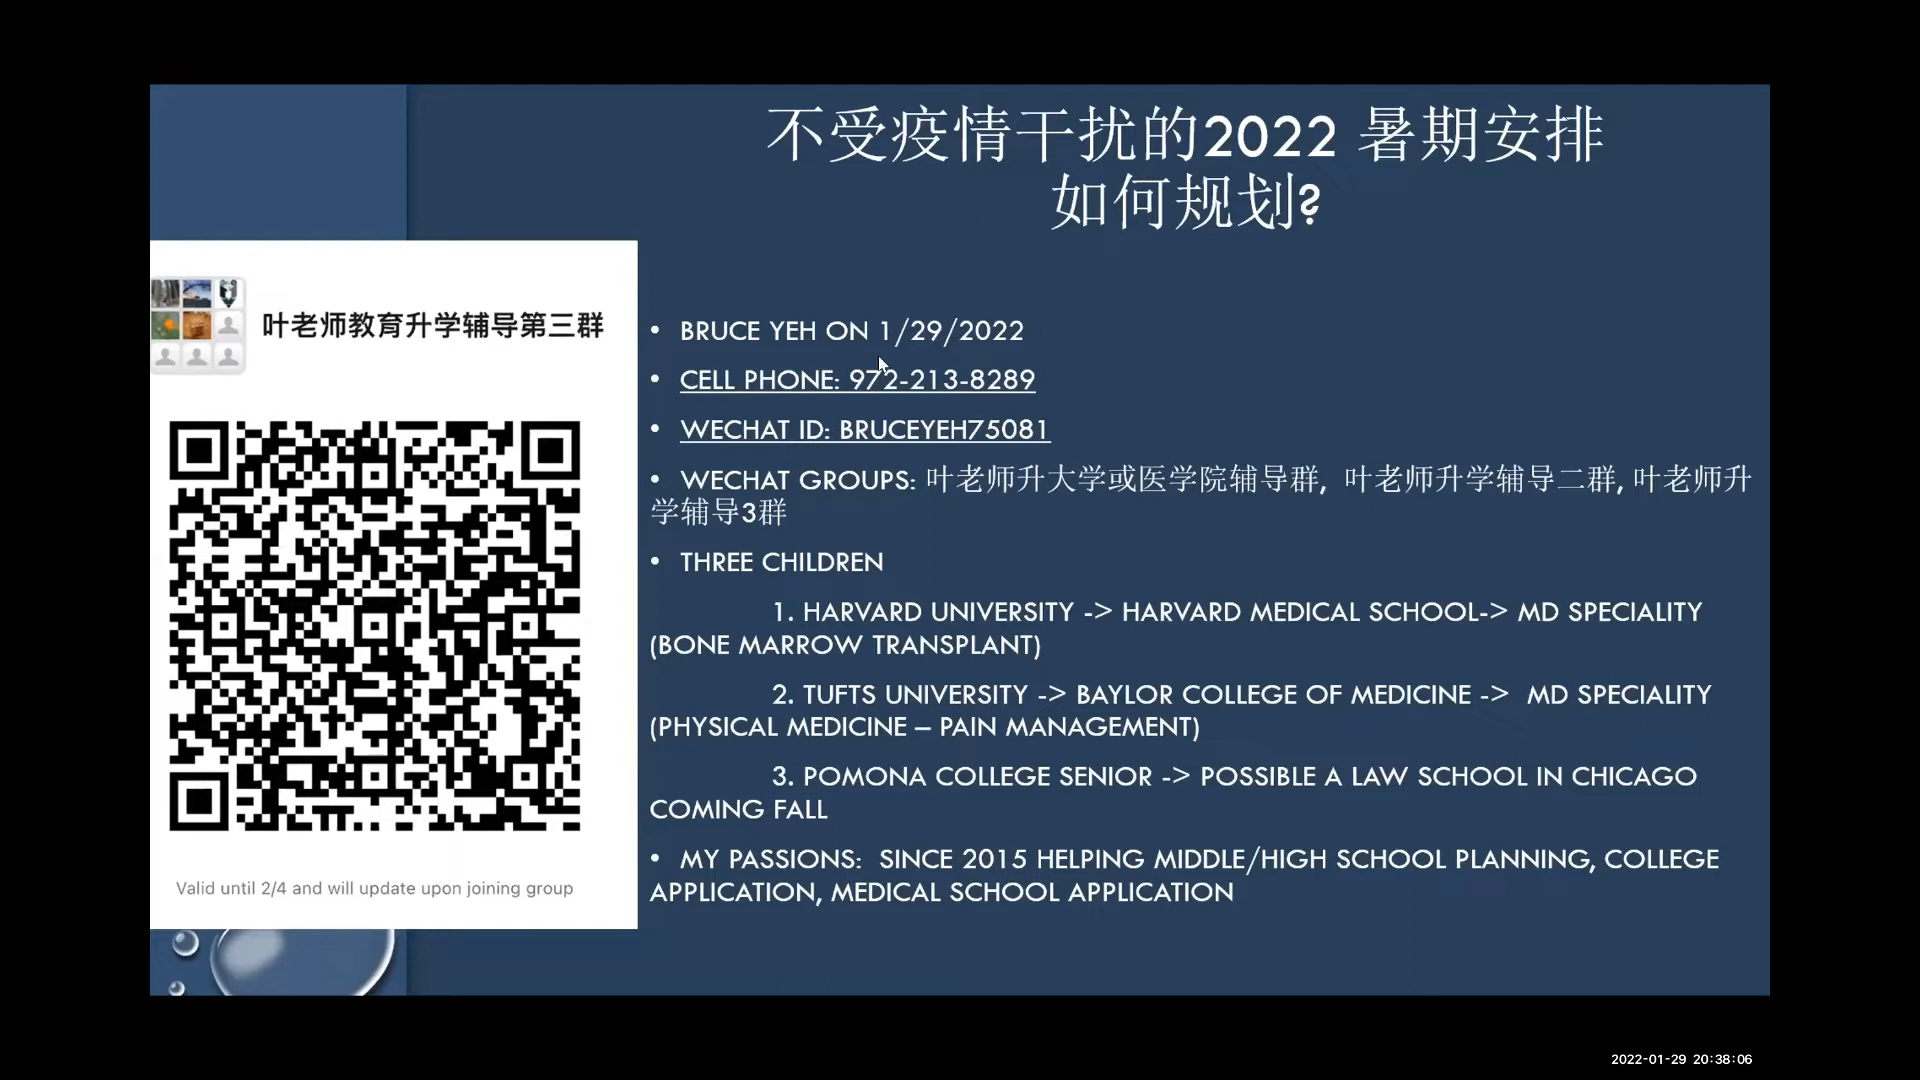 不受疫情干扰的2022 暑期安排
如何规划?
叶老师教育升学辅导第三群
Valid until 2/4 and will update upon joining group
• BRUCE YEH ON 1/29/2022
• CELL PHONE: 972-213-8289
• WECHAT ID: BRUCEYEH75081
• WECHAT GROUPS: 叶老师升大学或医学院辅导群, 叶老师升学辅导二群, 叶老师升
学辅导3群
• THREE CHILDREN
1. HARVARD UNIVERSITY -> HARVARD MEDICAL SCHOOL-> MD SPECIALITY
(BONE MARROW TRANSPLANT)
2. TUFTS UNIVERSITY -> BAYLOR COLLEGE OF MEDICINE -> MD SPECIALITY
(PHYSICAL MEDICINE – PAIN MANAGEMENT)
3. POMONA COLLEGE SENIOR -> POSSIBLE A LAW SCHOOL IN CHICAGO
COMING FALL
• MY PASSIONS: SINCE 2015 HELPING MIDDLE/HIGH SCHOOL PLANNING, COLLEGE
APPLICATION, MEDICAL SCHOOL APPLICATION
2022-01-29 20:38:06